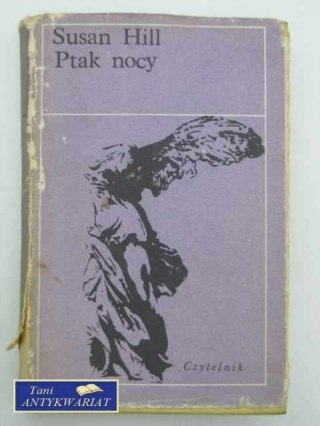 Susan Hill
Ptak nocy
Czytelnik
Tani
ANTYKWARIAT